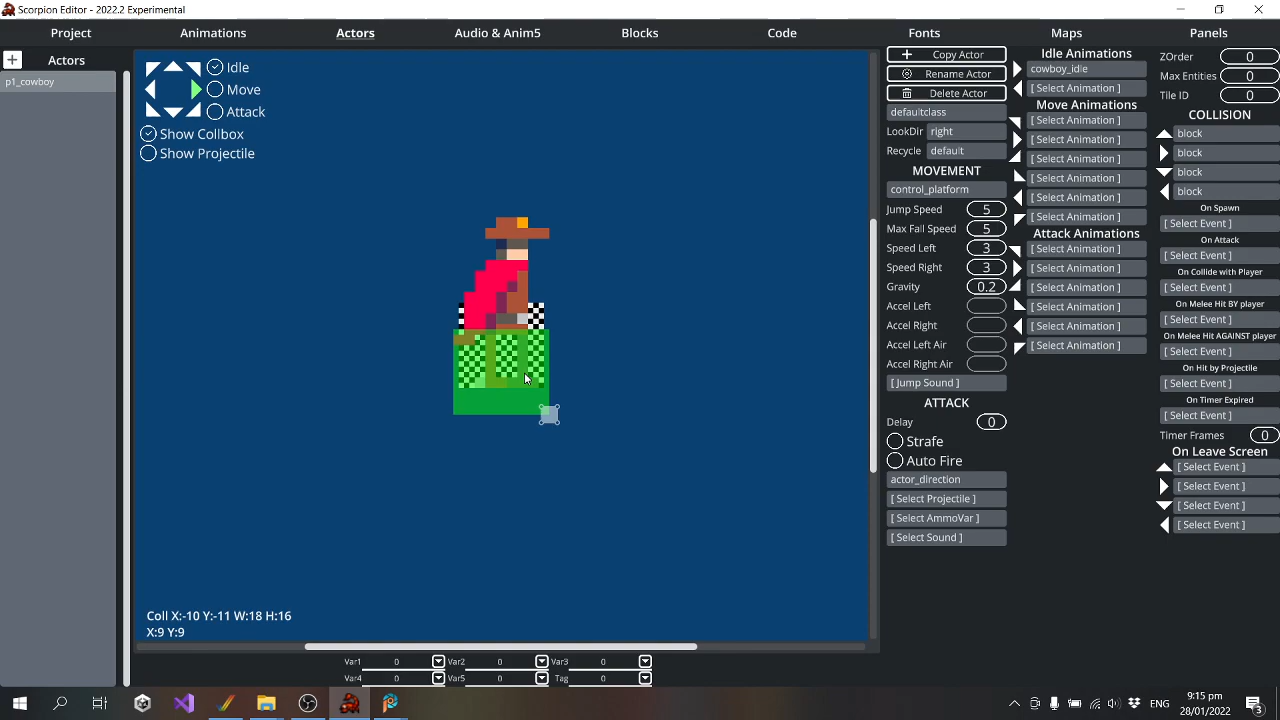 Scorpion Editor - 2022.2 Experimental
Project Animations Actors Audio & Anim5 Blocks Code Fonts Maps Panels
Actors
p1_cowboy
Idle
Move
Attack
Show Collbox
Show Projectile
Coll X:-10 Y:-11 W:18 H:16
X:9 Y:9
Var1 0 Var2 0 Var3 0
Var4 0 Var5 0 Tag 0
Copy Actor
Rename Actor
Delete Actor
defaultclass
LookDir right
Recycle default
MOVEMENT
control_platform
Jump Speed 5
Max Fall Speed 5
Speed Left 3
Speed Right 3
Gravity 0.2
Accel Left
Accel Right
Accel Left Air
Accel Right Air
[ Jump Sound ]
ATTACK
Delay 0
Strafe
Auto Fire
actor_direction
[ Select Projectile ]
[ Select AmmoVar ]
[ Select Sound ]
Idle Animations
cowboy_idle
[ Select Animation ]
Move Animations
[ Select Animation ]
[ Select Animation ]
[ Select Animation ]
[ Select Animation ]
[ Select Animation ]
[ Select Animation ]
Attack Animations
[ Select Animation ]
[ Select Animation ]
[ Select Animation ]
[ Select Animation ]
[ Select Animation ]
[ Select Animation ]
ZOrder 0
Max Entities 0
Tile ID 0
COLLISION
block
block
block
block
On Spawn
[ Select Event ]
On Attack
[ Select Event ]
On Collide with Player
[ Select Event ]
On Melee Hit BY player
[ Select Event ]
On Melee Hit AGAINST player
[ Select Event ]
On Hit by Projectile
[ Select Event ]
On Timer Expired
[ Select Event ]
Timer Frames 0
On Leave Screen
[ Select Event ]
[ Select Event ]
[ Select Event ]
[ Select Event ]
ENG
9:15 pm
28/01/2022
3